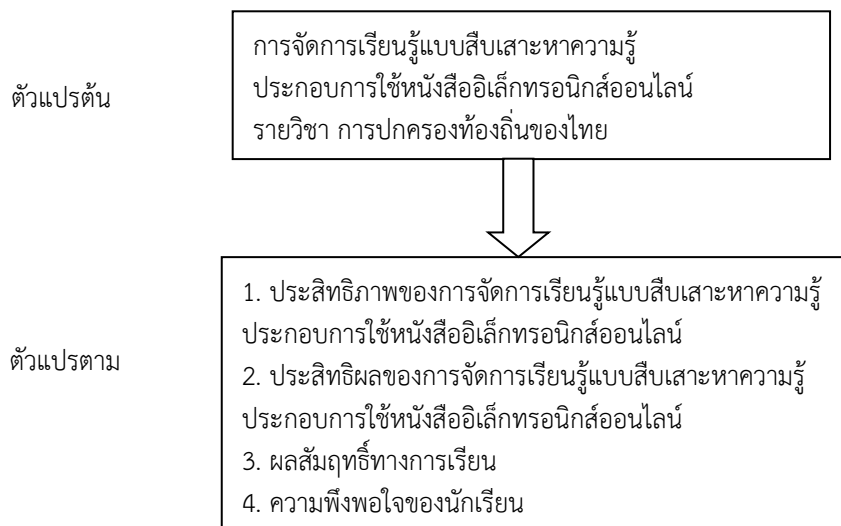 การจัดการเรียนรู้แบบสืบเสาะหาความรู้
ประกอบการใช้หนังสืออิเล็กทรอนิกส์ออนไลน์
รายวิชา การปกครองท้องถิ่นของไทย
ตัวแปรต้น
1. ประสิทธิภาพของการจัดการเรียนรู้แบบสืบเสาะหาความรู้
ประกอบการใช้หนังสืออิเล็กทรอนิกส์ออนไลน์
2. ประสิทธิผลของการจัดการเรียนรู้แบบสืบเสาะหาความรู้
ประกอบการใช้หนังสืออิเล็กทรอนิกส์ออนไลน์
3. ผลสัมฤทธิ์ทางการเรียน
4. ความพึงพอใจของนักเรียน
ตัวแปรตาม